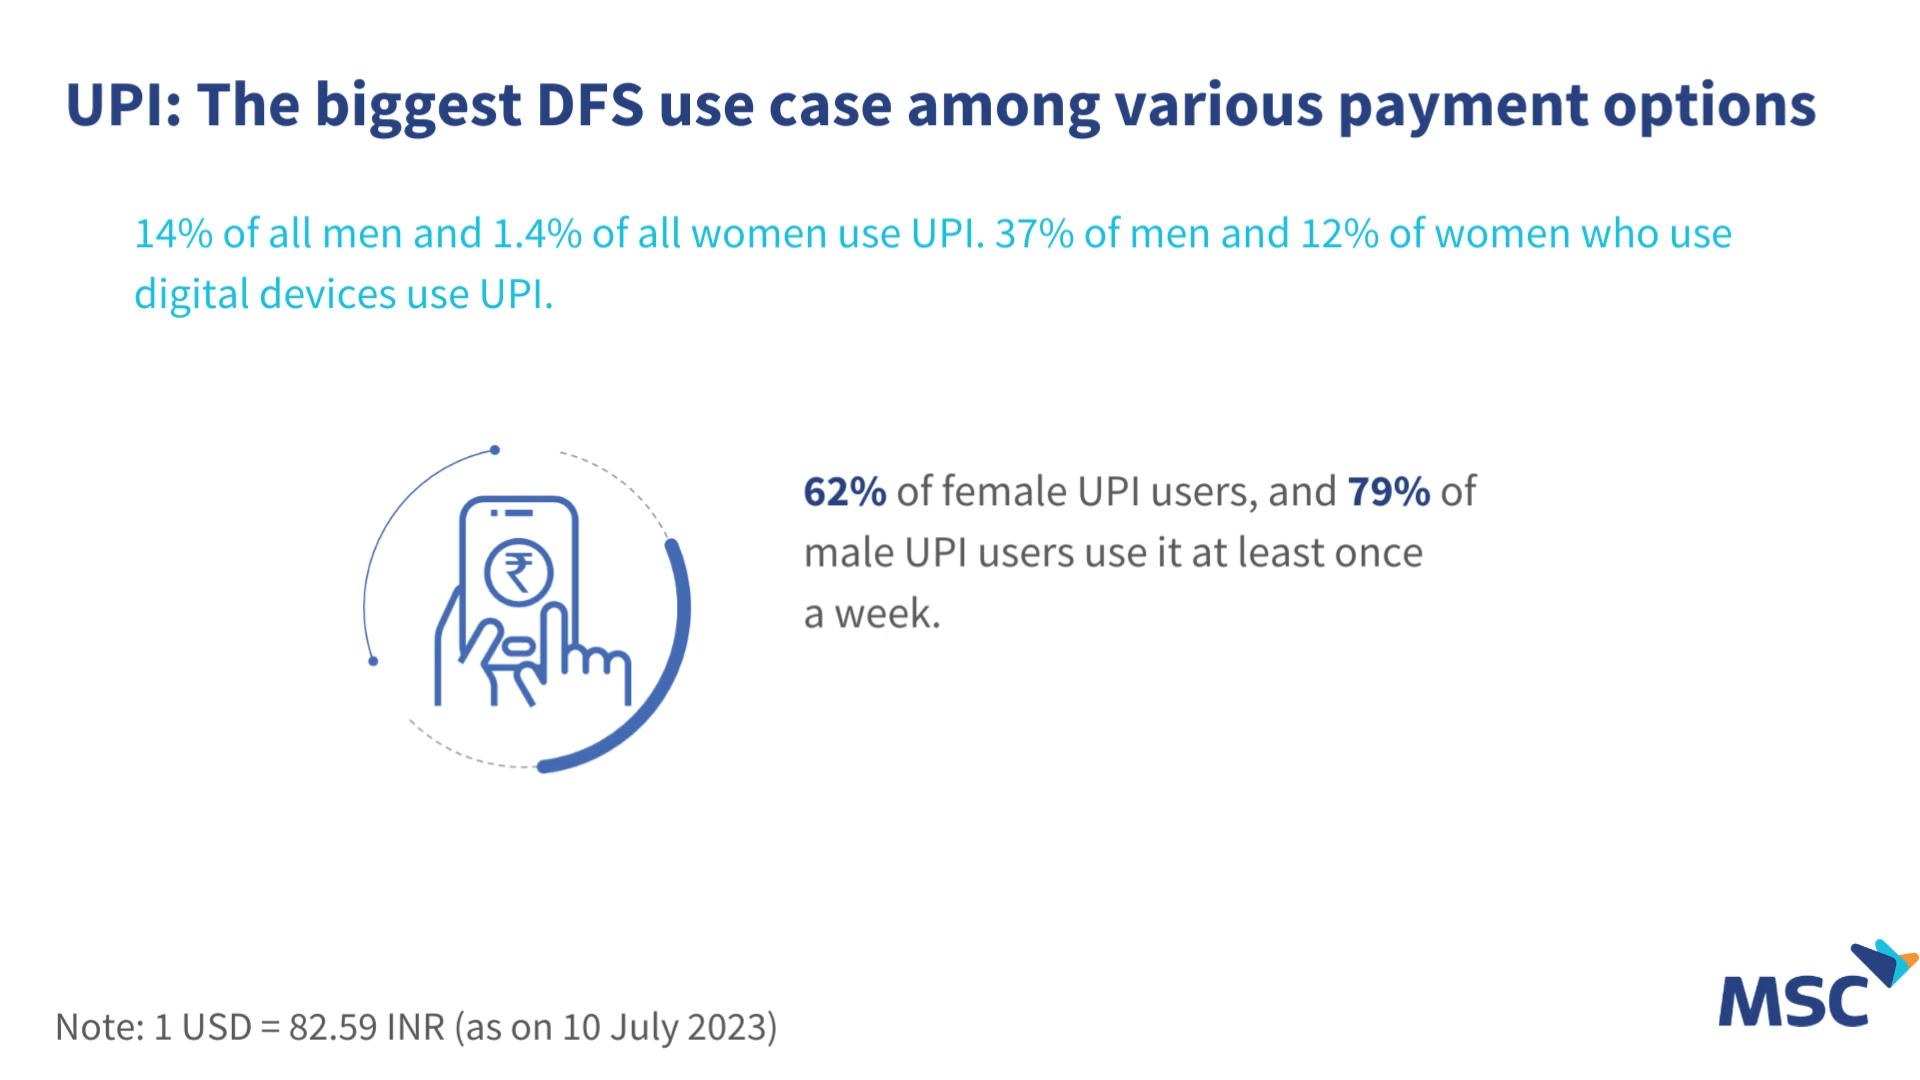 UPI: The biggest DFS use case among various payment options
14% of all men and 1.4% of all women use UPI. 37% of men and 12% of women who use
digital devices use UPI.
₹
62% of female UPI users, and 79% of
male UPI users use it at least once
a week.
MSC
Note: 1 USD = 82.59 INR (as on 10 July 2023)